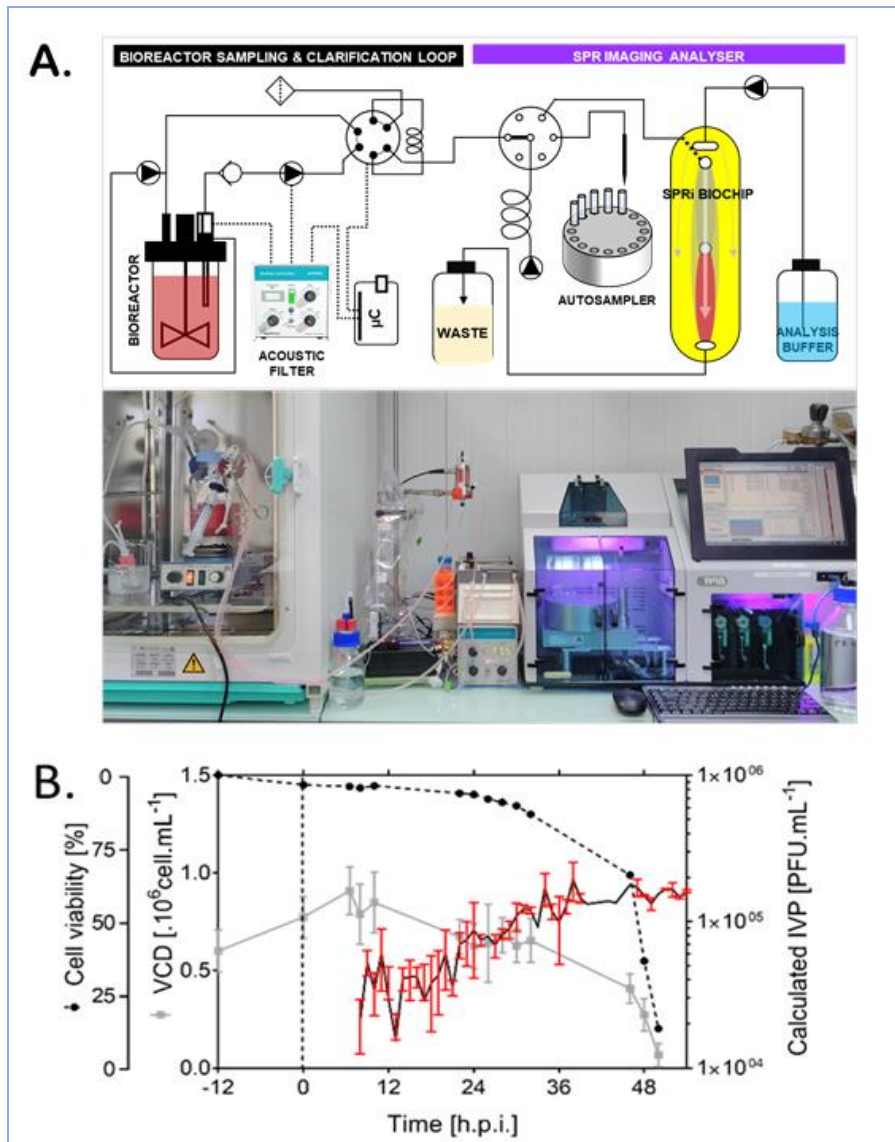 A.
BIOREACTOR SAMPLING & CLARIFICATION LOOP
SPR IMAGING ANALYSER
SPRi BIOCHIP
BIOREACTOR
ACOUSTIC
FILTER
µC
WASTE
AUTOSAMPLER
ANALYSIS
BUFFER
B.
Cell viability [%]
0
75
50
25
0
VCD [.10⁶cell.mL⁻¹]
1.5
1.0
0.5
0.0
1×10⁰⁶
1×10⁰⁵
1×10⁰⁴
Calculated IVP [PFU.mL⁻¹]
-12
0
12
24
36
48
Time [h.p.i.]